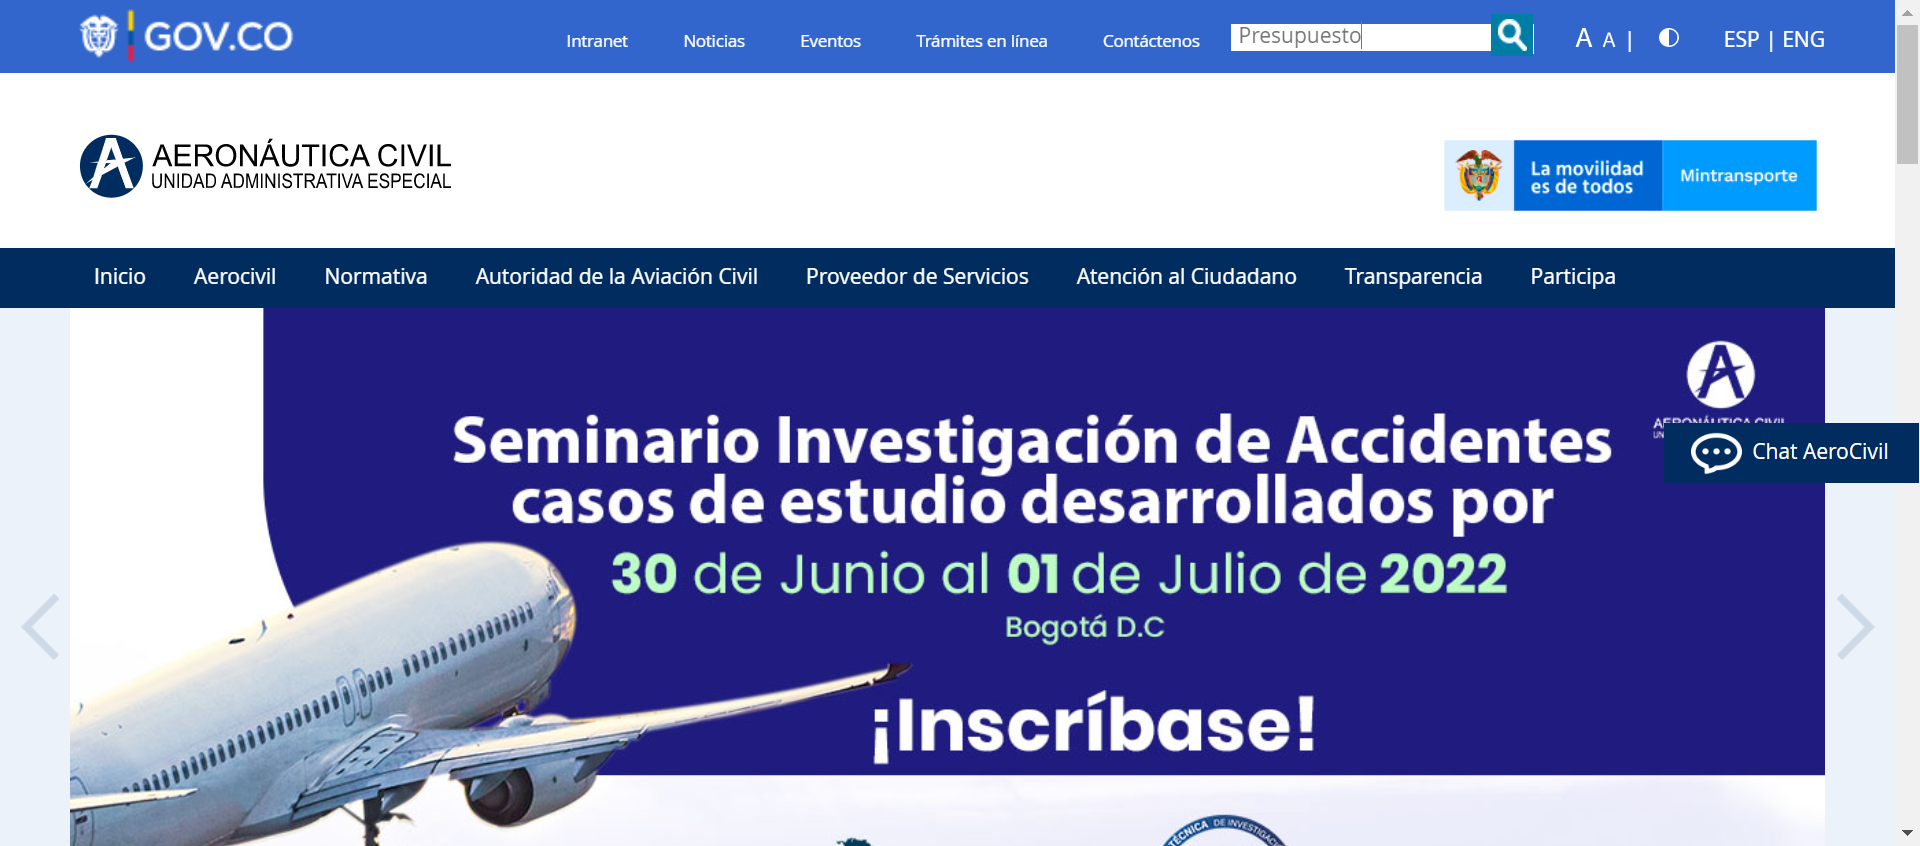 GOV.CO
Intranet
Noticias
Eventos
Trámites en línea
Contáctenos
Presupuesto
A A |
ESP | ENG
AERONÁUTICA CIVIL
UNIDAD ADMINISTRATIVA ESPECIAL
La movilidad
es de todos
Mintransporte
Inicio
Aerocivil
Normativa
Autoridad de la Aviación Civil
Proveedor de Servicios
Atención al Ciudadano
Transparencia
Participa
AERONÁUTICA CIVIL
Chat AeroCivil
Seminario Investigación de Accidentes
casos de estudio desarrollados por
30 de Junio al 01 de Julio de 2022
Bogotá D.C
¡Inscríbase!